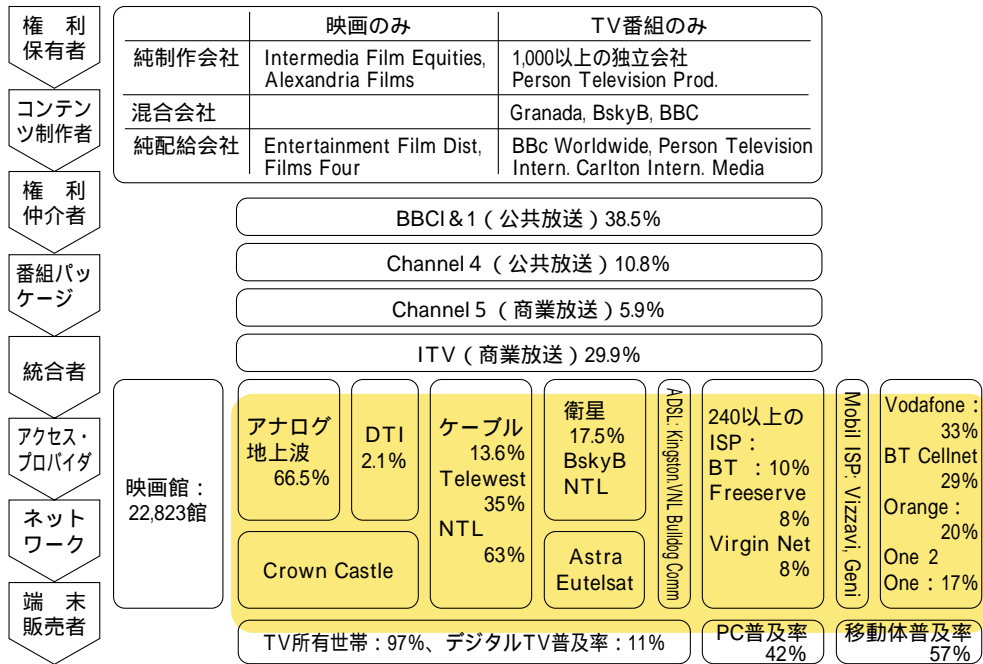 権 利
保有者
コンテン
ツ制作者
権 利
仲介者
番組パッ
ケージ
統合者
アクセス・
プロバイダ
ネット
ワーク
端 末
販売者
映画のみ
TV番組のみ
純制作会社
Intermedia Film Equities,
Alexandria Films
1,000以上の独立会社
Person Television Prod.
混合会社
Granada, BskyB, BBC
純配給会社
Entertainment Film Dist,
Films Four
BBc Worldwide, Person Television
Intern. Carlton Intern. Media
BBCI&1(公共放送)38.5%
Channel 4 (公共放送)10.8%
Channel 5 (商業放送)5.9%
ITV(商業放送)29.9%
映画館:
22,823館
アナログ
地上波
66.5%
DTI
2.1%
Crown Castle
ケーブル
13.6%
Telewest
35%
NTL
63%
衛星
17.5%
BskyB
NTL
Astra
Eutelsat
ADSL: Kingston.VNL Bulldog Comm
240以上の
ISP:
BT :10%
Freeserve
8%
Virgin Net
8%
Mobil ISP: Vizzavi, Geni
Vodafone:
33%
BT Cellnet
29%
Orange:
20%
One 2
One:17%
TV所有世帯:97%、デジタルTV普及率:11%
PC普及率
42%
移動体普及率
57%